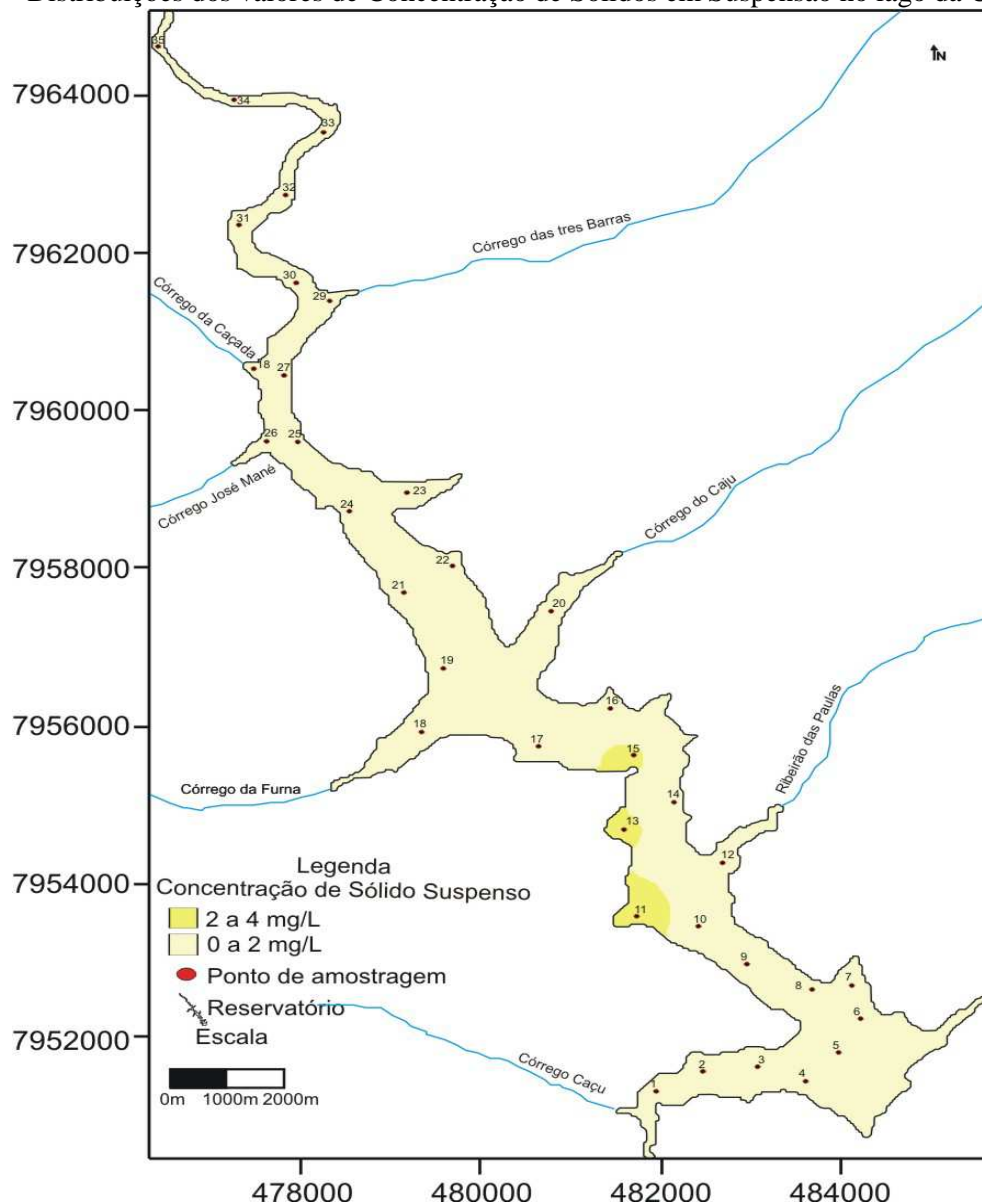 Distribuições dos valores de Concentração de Sólidos em Suspensão no lago da
35
N
7964000
34
33
32
31
Córrego das tres Barras
7962000
30
29
Córrego da Caçada
18
27
7960000
26
25
Córrego José Mané
23
24
Córrego do Caju
7958000
22
21
20
19
Ribeirão das Paulas
16
7956000
18
17
15
Córrego da Furna
14
13
12
Legenda
7954000
Concentração de Sólido Suspenso
2 a 4 mg/L
11
10
0 a 2 mg/L
9
Ponto de amostragem
8
7
Reservatório
6
7952000
Escala
5
Córrego Caçu
1
2
3
4
0m 1000m 2000m
478000 480000 482000 484000